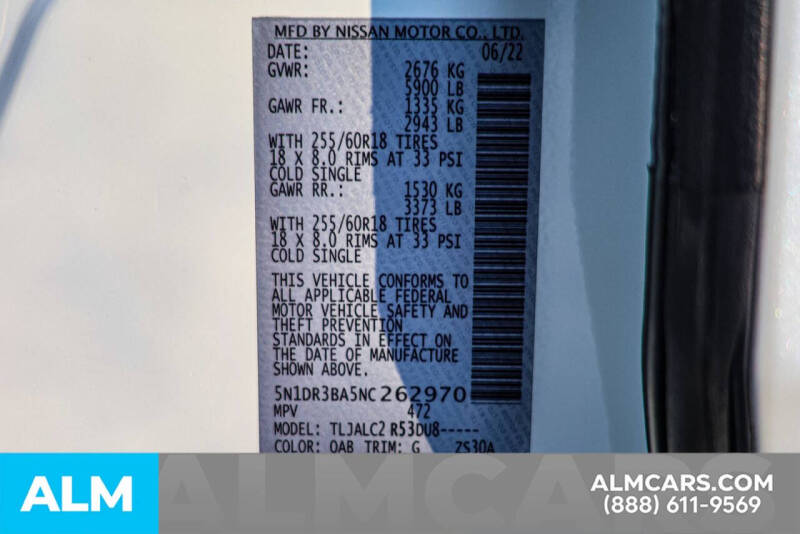 MFD BY NISSAN MOTOR CO., LTD.
DATE: 06/22
GVWR: 2676 KG
5900 LB
GAWR FR.: 1335 KG
2943 LB
WITH 255/60R18 TIRES
18 X 8.0 RIMS AT 33 PSI
COLD SINGLE
GAWR RR.: 1530 KG
3373 LB
WITH 255/60R18 TIRES
18 X 8.0 RIMS AT 33 PSI
COLD SINGLE
THIS VEHICLE CONFORMS TO
ALL APPLICABLE FEDERAL
MOTOR VEHICLE SAFETY AND
THEFT PREVENTION
STANDARDS IN EFFECT ON
THE DATE OF MANUFACTURE
SHOWN ABOVE.
5N1DR3BA5NC262970
MPV 472
MODEL: TLJALC2 R53DU8-----
COLOR: QAB TRIM: G ZS30A
ALM
ALMCARS
ALMCARS.COM
(888) 611-9569